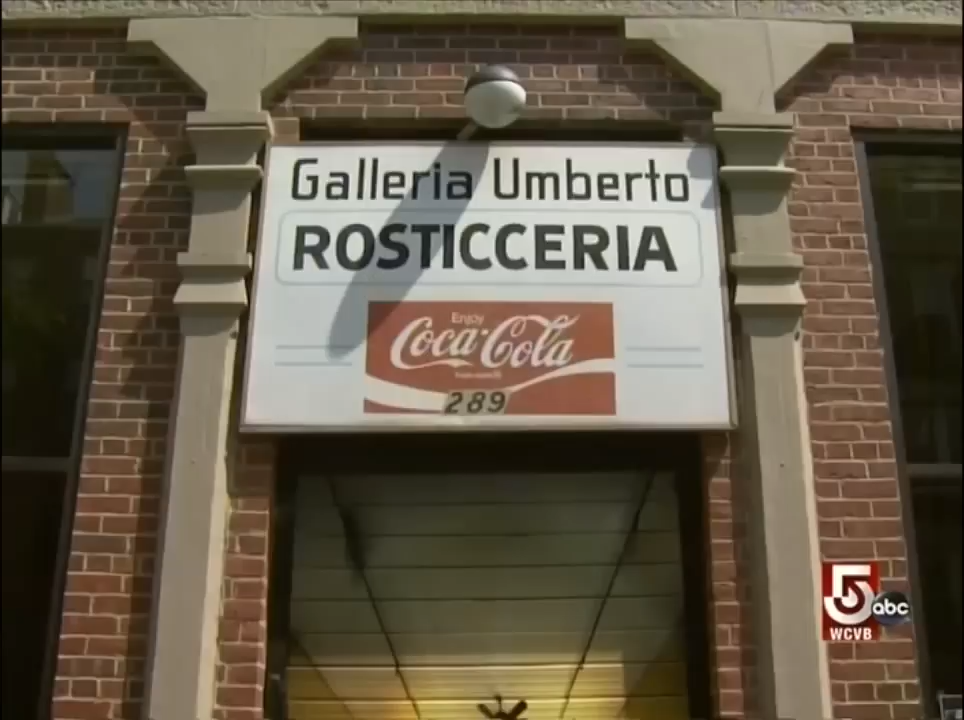 Galleria Umberto
ROSTICCERIA
Enjoy
Coca-Cola
289
5
abc
WCVB